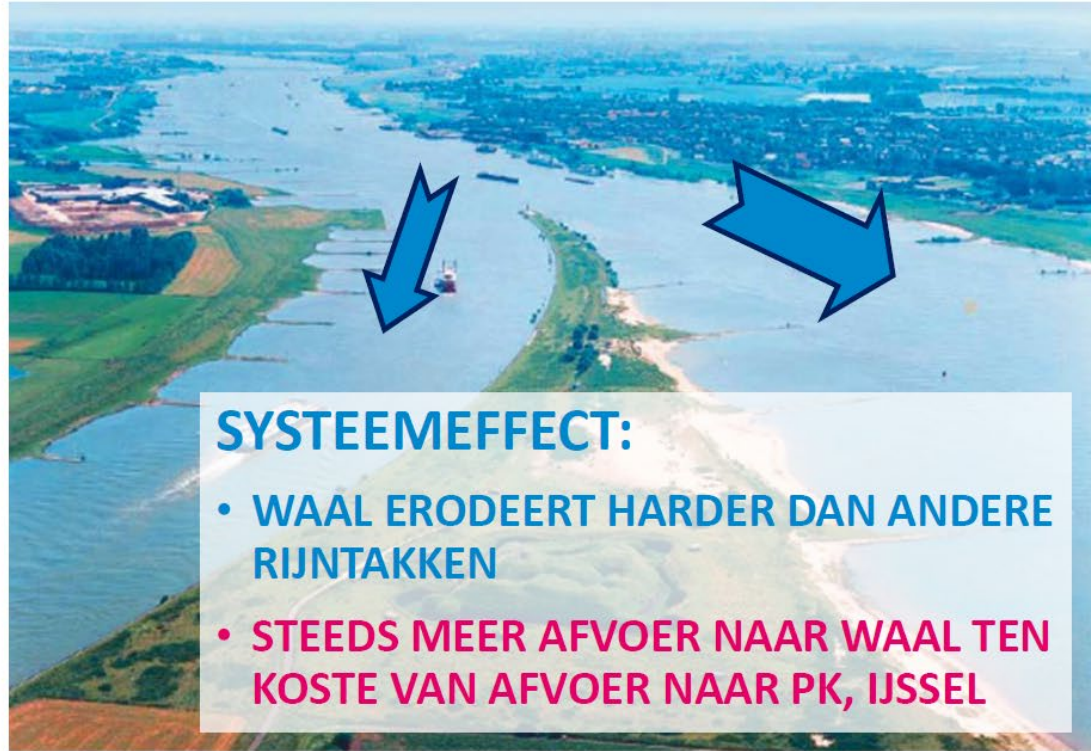 SYSTEEMEFFECT:
• WAAL ERODEERT HARDER DAN ANDERE
RIJNTAKKEN
• STEEDS MEER AFVOER NAAR WAAL TEN
KOSTE VAN AFVOER NAAR PK, IJSSEL